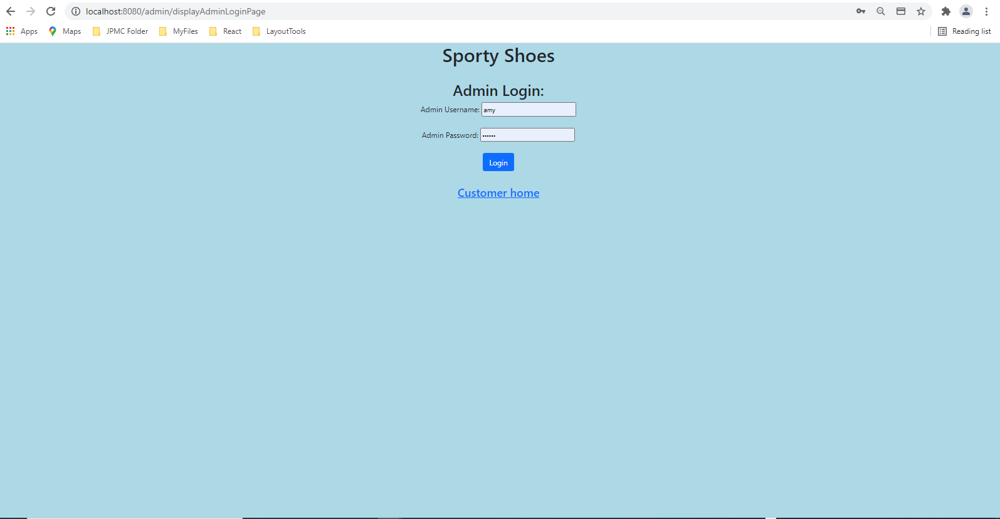 localhost:8080/admin/displayAdminLoginPage
Apps Maps JPMC Folder MyFiles React LayoutTools Reading list
Sporty Shoes
Admin Login:
Admin Username: amy
Admin Password: ••••••
Login
Customer home